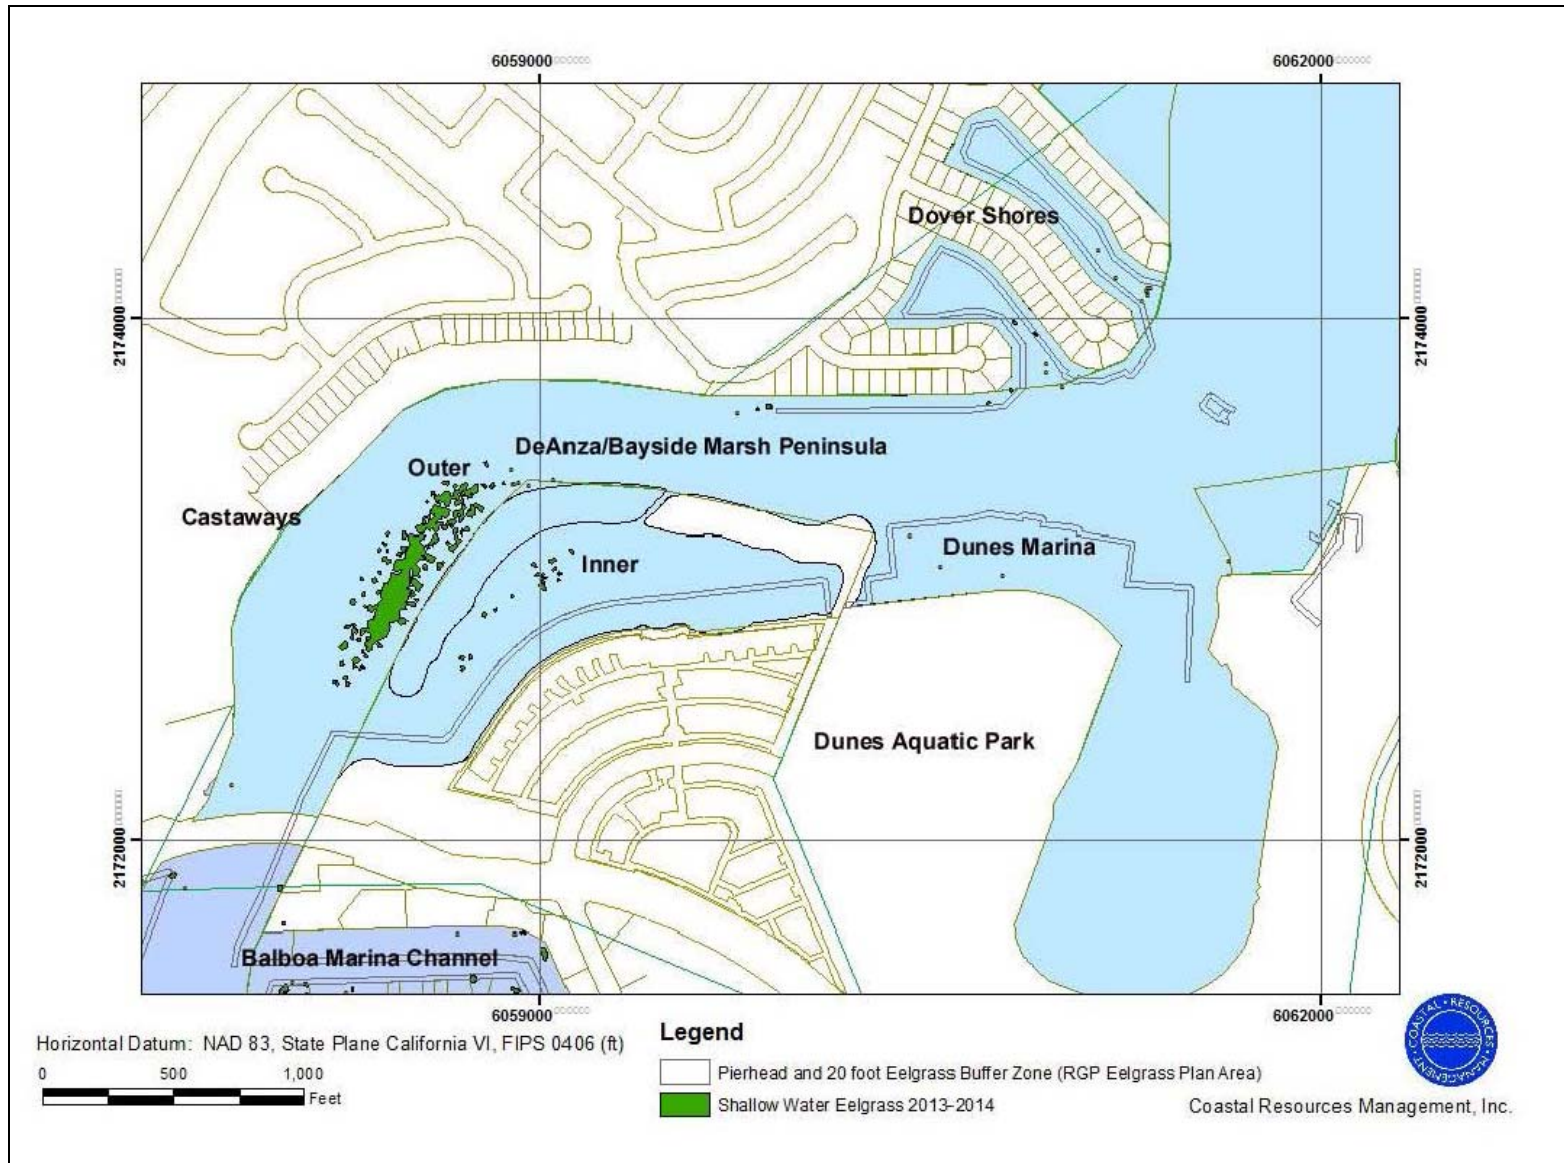 6059000
6062000
Dover Shores
2174000
2174000
DeAnza/Bayside Marsh Peninsula
Outer
Castaways
Inner
Dunes Marina
Dunes Aquatic Park
2172000
2172000
Balboa Marina Channel
6059000
6062000
Horizontal Datum: NAD 83, State Plane California VI, FIPS 0406 (ft)
0 500 1,000
Feet
Legend
Pierhead and 20 foot Eelgrass Buffer Zone (RGP Eelgrass Plan Area)
Shallow Water Eelgrass 2013-2014
COASTAL • RESOURCES • MANAGEMENT •
Coastal Resources Management, Inc.